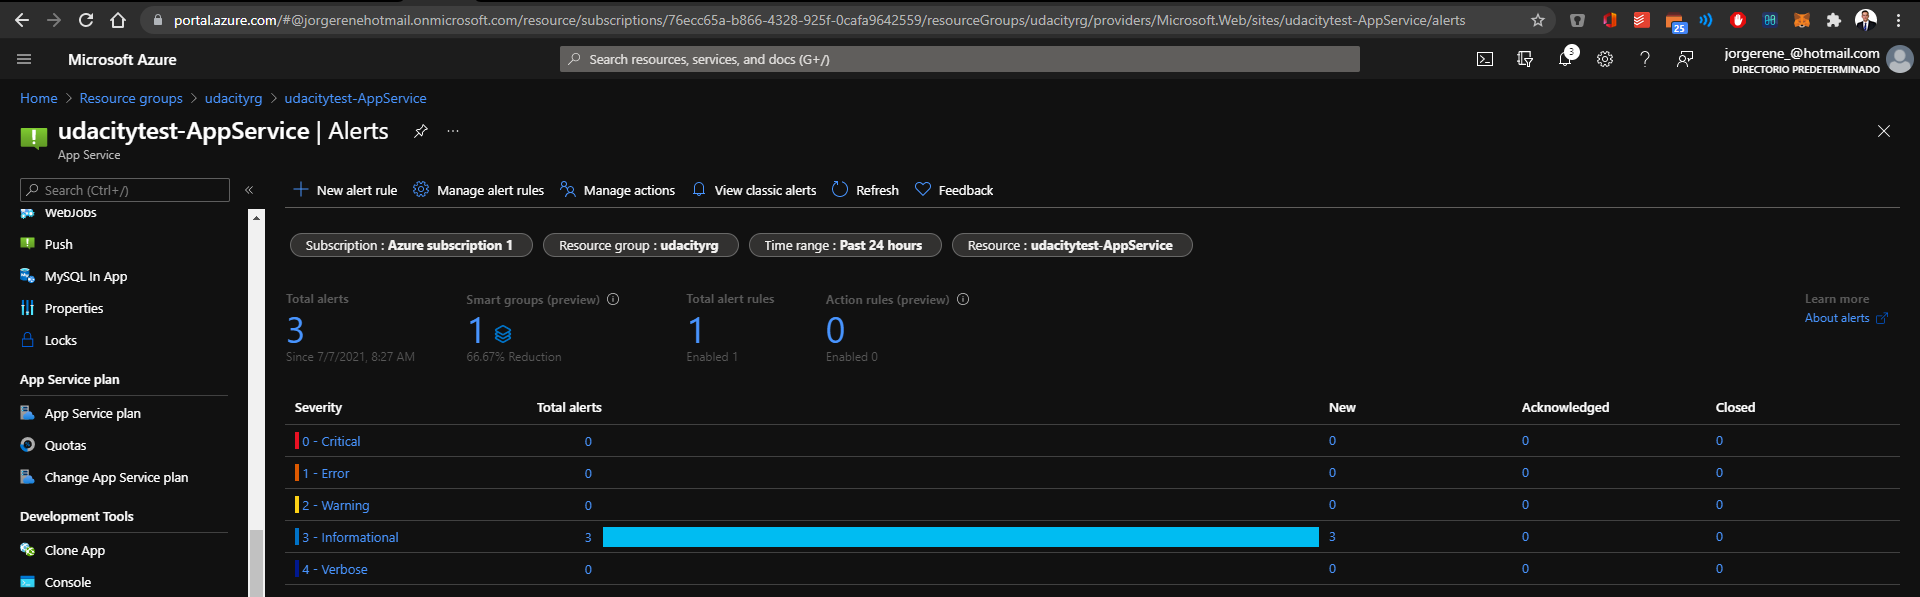 portal.azure.com/#@jorgerenehotmail.onmicrosoft.com/resource/subscriptions/76ecc65a-b866-4328-925f-0cafa9642559/resourceGroups/udacityrg/providers/Microsoft.Web/sites/udacitytest-AppService/alerts
25
Microsoft Azure
Search resources, services, and docs (G+/)
3
jorgerene_@hotmail.com
DIRECTORIO PREDETERMINADO
Home > Resource groups > udacityrg > udacitytest-AppService
udacitytest-AppService | Alerts
App Service
Search (Ctrl+/)
WebJobs
Push
MySQL In App
Properties
Locks
App Service plan
App Service plan
Quotas
Change App Service plan
Development Tools
Clone App
Console
New alert rule Manage alert rules Manage actions View classic alerts Refresh Feedback
Subscription : Azure subscription 1 Resource group : udacityrg Time range : Past 24 hours Resource : udacitytest-AppService
Total alerts Smart groups (preview) Total alert rules Action rules (preview) Learn more
3 1 1 0 About alerts
Since 7/7/2021, 8:27 AM 66.67% Reduction Enabled 1 Enabled 0
Severity Total alerts New Acknowledged Closed
0 - Critical 0 0 0 0
1 - Error 0 0 0 0
2 - Warning 0 0 0 0
3 - Informational 3 3 0 0
4 - Verbose 0 0 0 0